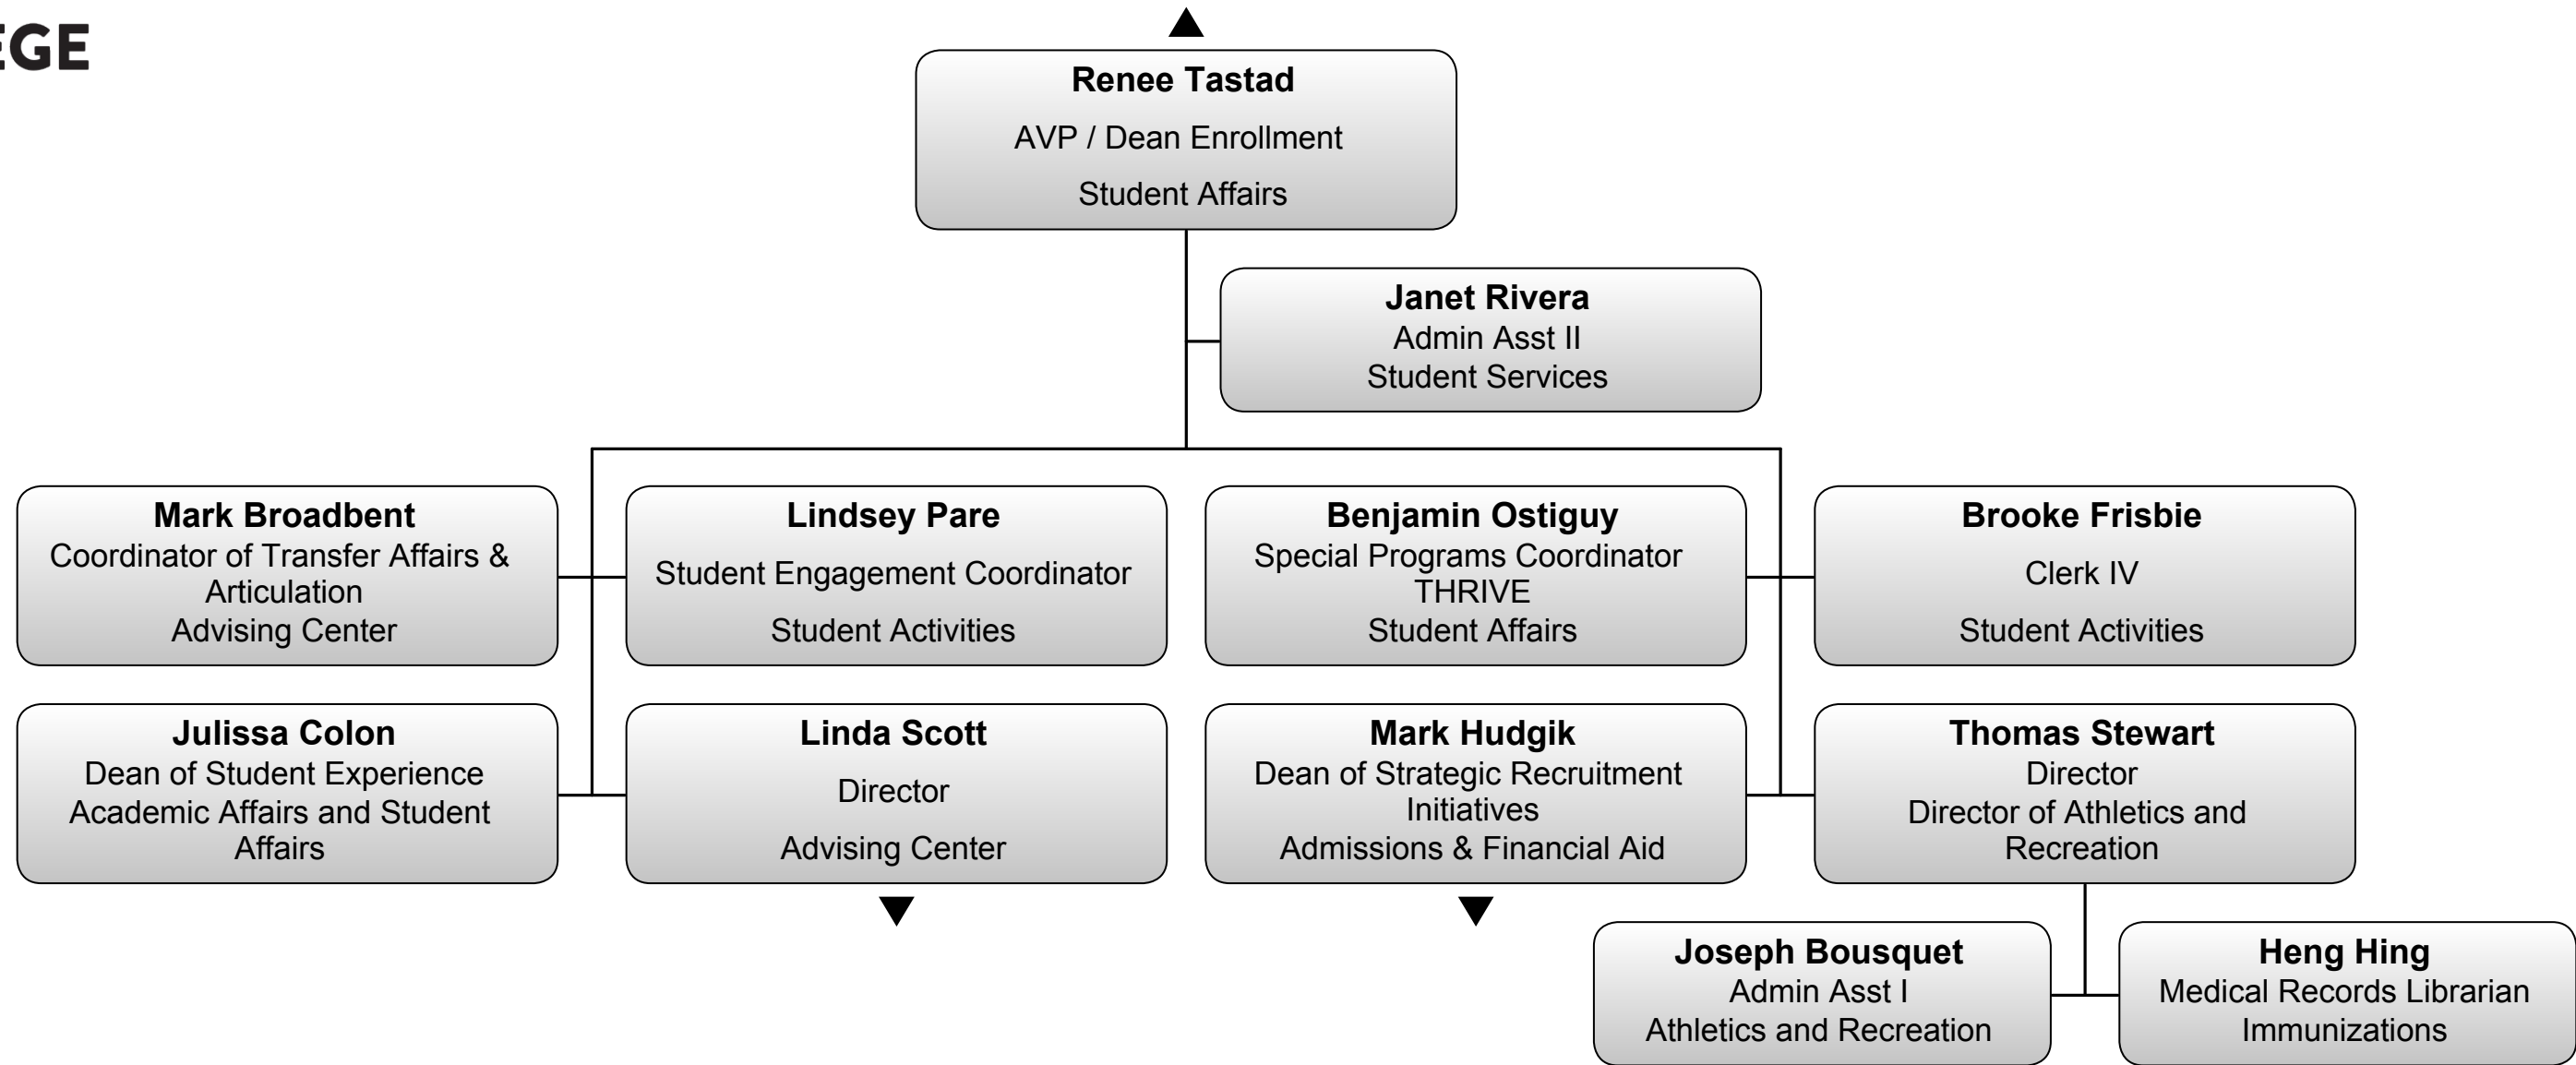 EGE
Renee Tastad
AVP / Dean Enrollment
Student Affairs
Janet Rivera
Admin Asst II
Student Services
Mark Broadbent
Coordinator of Transfer Affairs &
Articulation
Advising Center
Lindsey Pare
Student Engagement Coordinator
Student Activities
Benjamin Ostiguy
Special Programs Coordinator
THRIVE
Student Affairs
Brooke Frisbie
Clerk IV
Student Activities
Julissa Colon
Dean of Student Experience
Academic Affairs and Student
Affairs
Linda Scott
Director
Advising Center
Mark Hudgik
Dean of Strategic Recruitment
Initiatives
Admissions & Financial Aid
Thomas Stewart
Director
Director of Athletics and
Recreation
Joseph Bousquet
Admin Asst I
Athletics and Recreation
Heng Hing
Medical Records Librarian
Immunizations